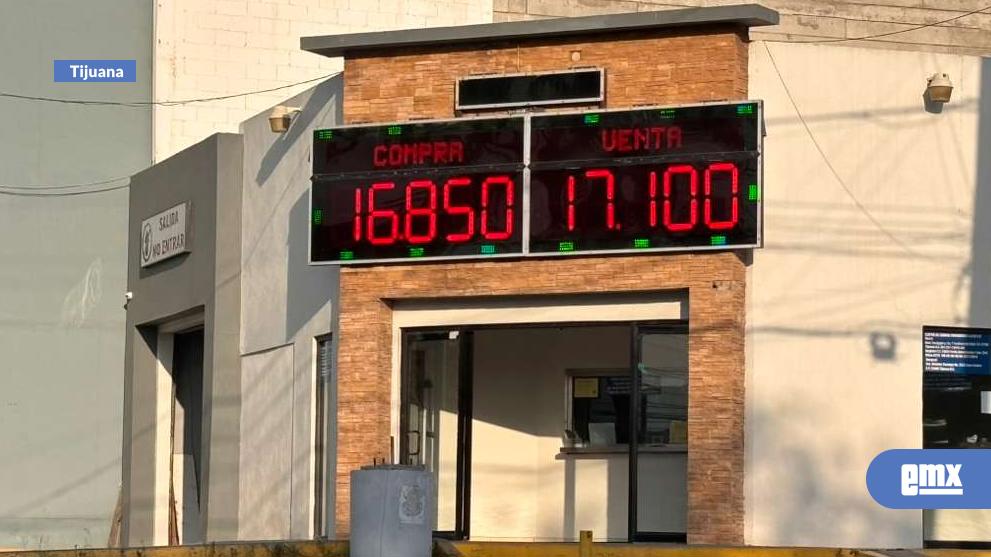 Tijuana
COMPRA
VENTA
16.850
17.100
SALIDA
NO ENTRAR
emx